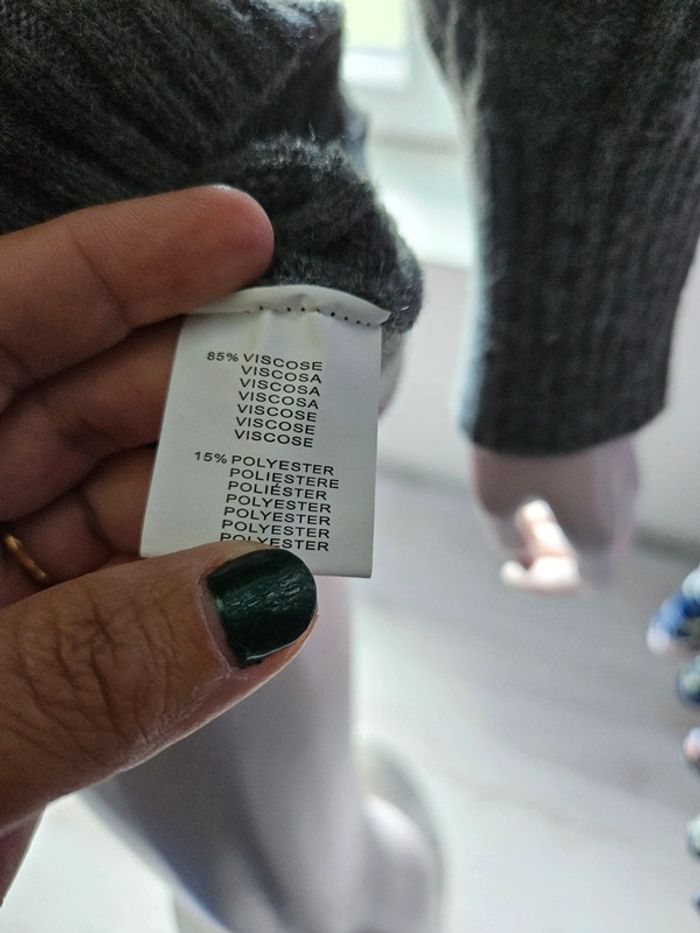 85% VISCOSE
VISCOSA
VISCOSA
VISCOSA
VISCOSE
VISCOSE
VISCOSE
15% POLYESTER
POLIESTERE
POLIÉSTER
POLYESTER
POLYESTER
POLYESTER
POLYESTER